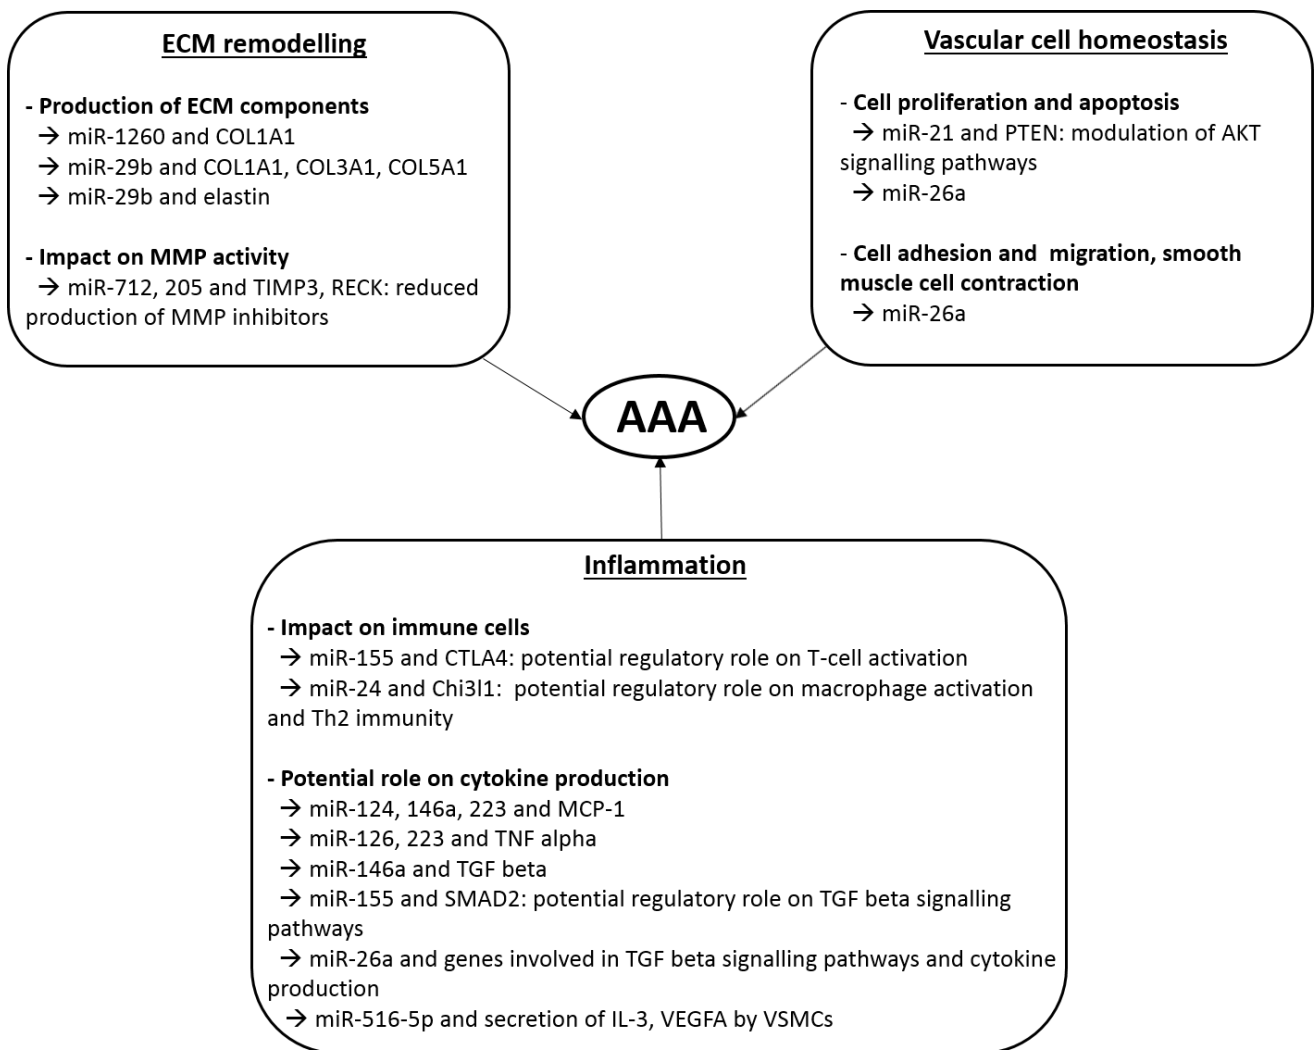 ECM remodelling
- Production of ECM components
→ miR-1260 and COL1A1
→ miR-29b and COL1A1, COL3A1, COL5A1
→ miR-29b and elastin
- Impact on MMP activity
→ miR-712, 205 and TIMP3, RECK: reduced
production of MMP inhibitors
Vascular cell homeostasis
- Cell proliferation and apoptosis
→ miR-21 and PTEN: modulation of AKT
signalling pathways
→ miR-26a
- Cell adhesion and migration, smooth
muscle cell contraction
→ miR-26a
AAA
Inflammation
- Impact on immune cells
→ miR-155 and CTLA4: potential regulatory role on T-cell activation
→ miR-24 and Chi3l1: potential regulatory role on macrophage activation
and Th2 immunity
- Potential role on cytokine production
→ miR-124, 146a, 223 and MCP-1
→ miR-126, 223 and TNF alpha
→ miR-146a and TGF beta
→ miR-155 and SMAD2: potential regulatory role on TGF beta signalling
pathways
→ miR-26a and genes involved in TGF beta signalling pathways and cytokine
production
→ miR-516-5p and secretion of IL-3, VEGFA by VSMCs